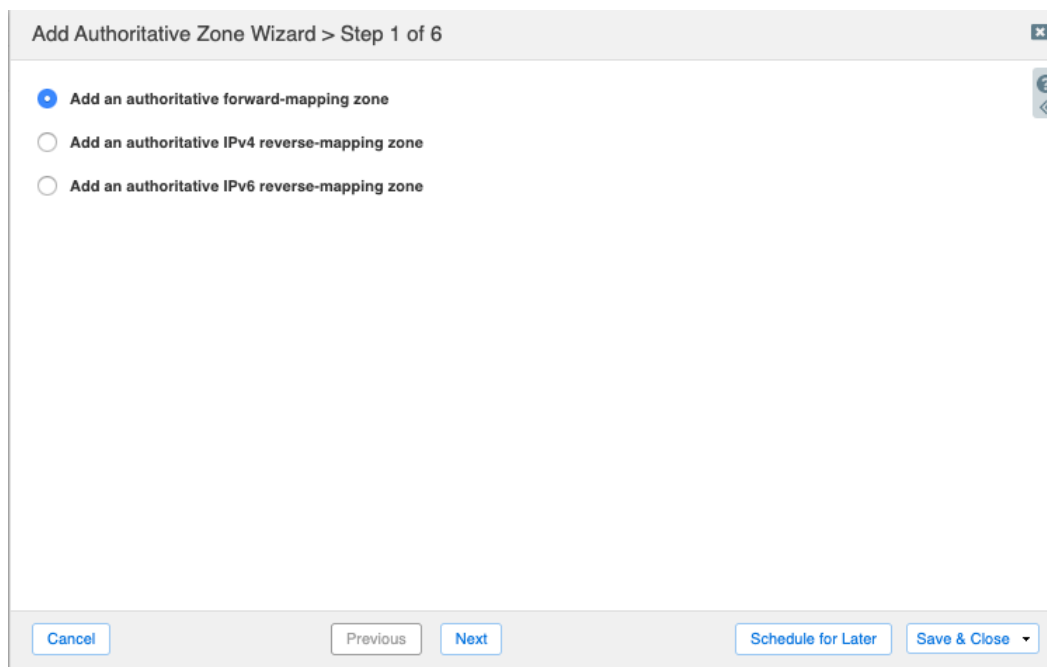 Add Authoritative Zone Wizard > Step 1 of 6
Add an authoritative forward-mapping zone
Add an authoritative IPv4 reverse-mapping zone
Add an authoritative IPv6 reverse-mapping zone
Cancel Previous Next Schedule for Later Save & Close